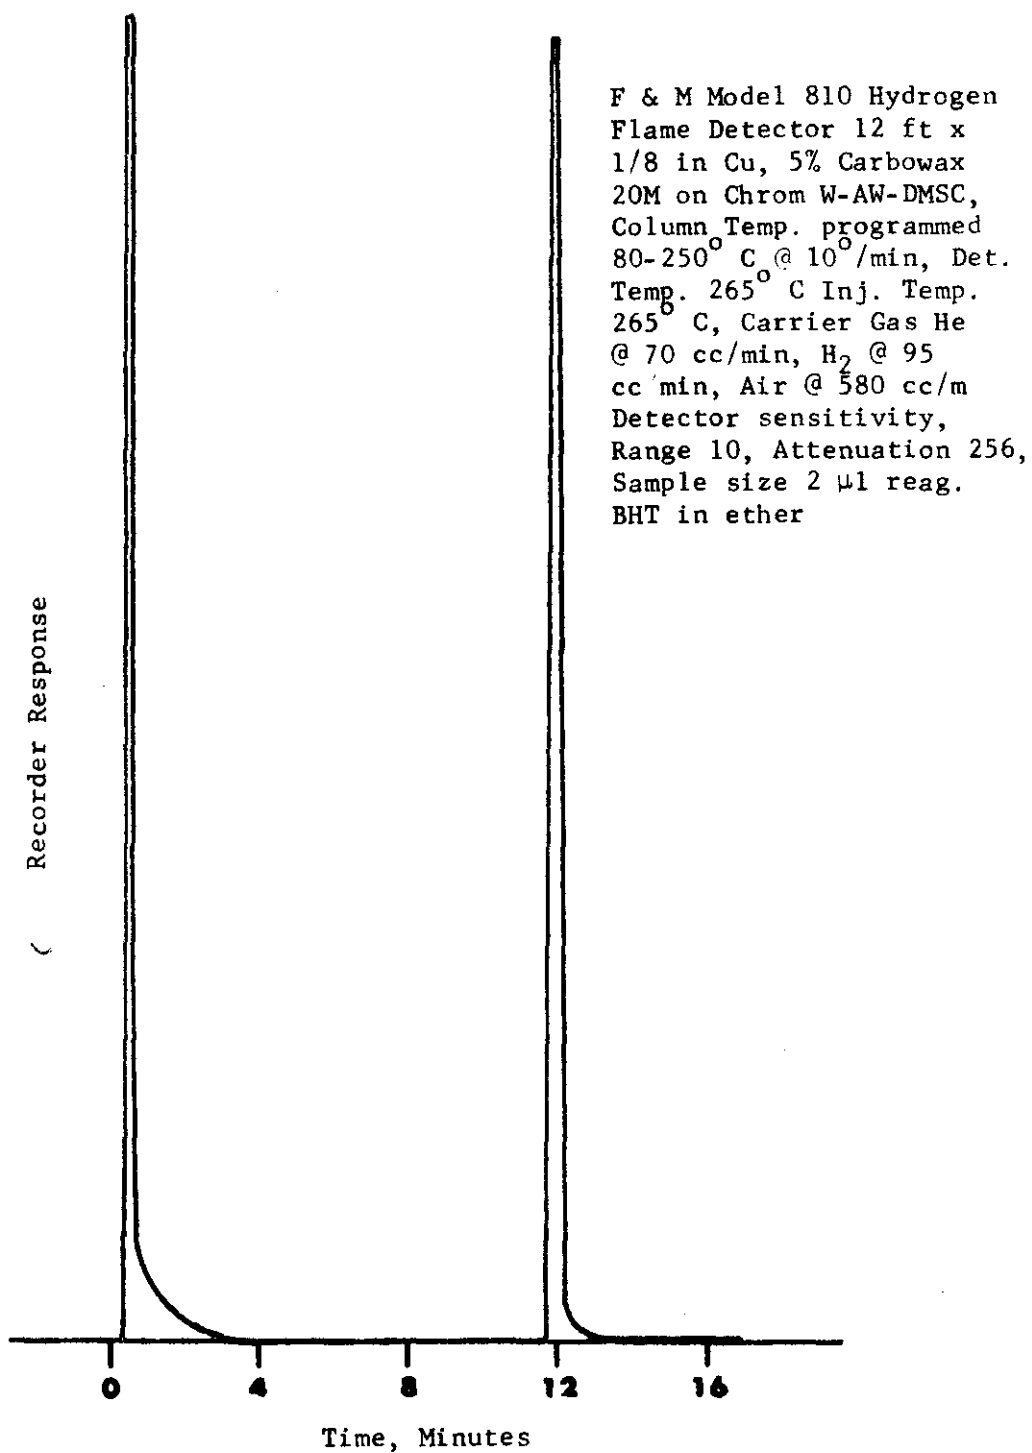 F & M Model 810 Hydrogen
Flame Detector 12 ft x
1/8 in Cu, 5% Carbowax
20M on Chrom W-AW-DMSC,
Column Temp. programmed
80-250° C @ 10°/min, Det.
Temp. 265° C Inj. Temp.
265° C, Carrier Gas He
@ 70 cc/min, H₂ @ 95
cc min, Air @ 580 cc/m
Detector sensitivity,
Range 10, Attenuation 256,
Sample size 2 µl reag.
BHT in ether
Recorder Response
0 4 8 12 16
Time, Minutes